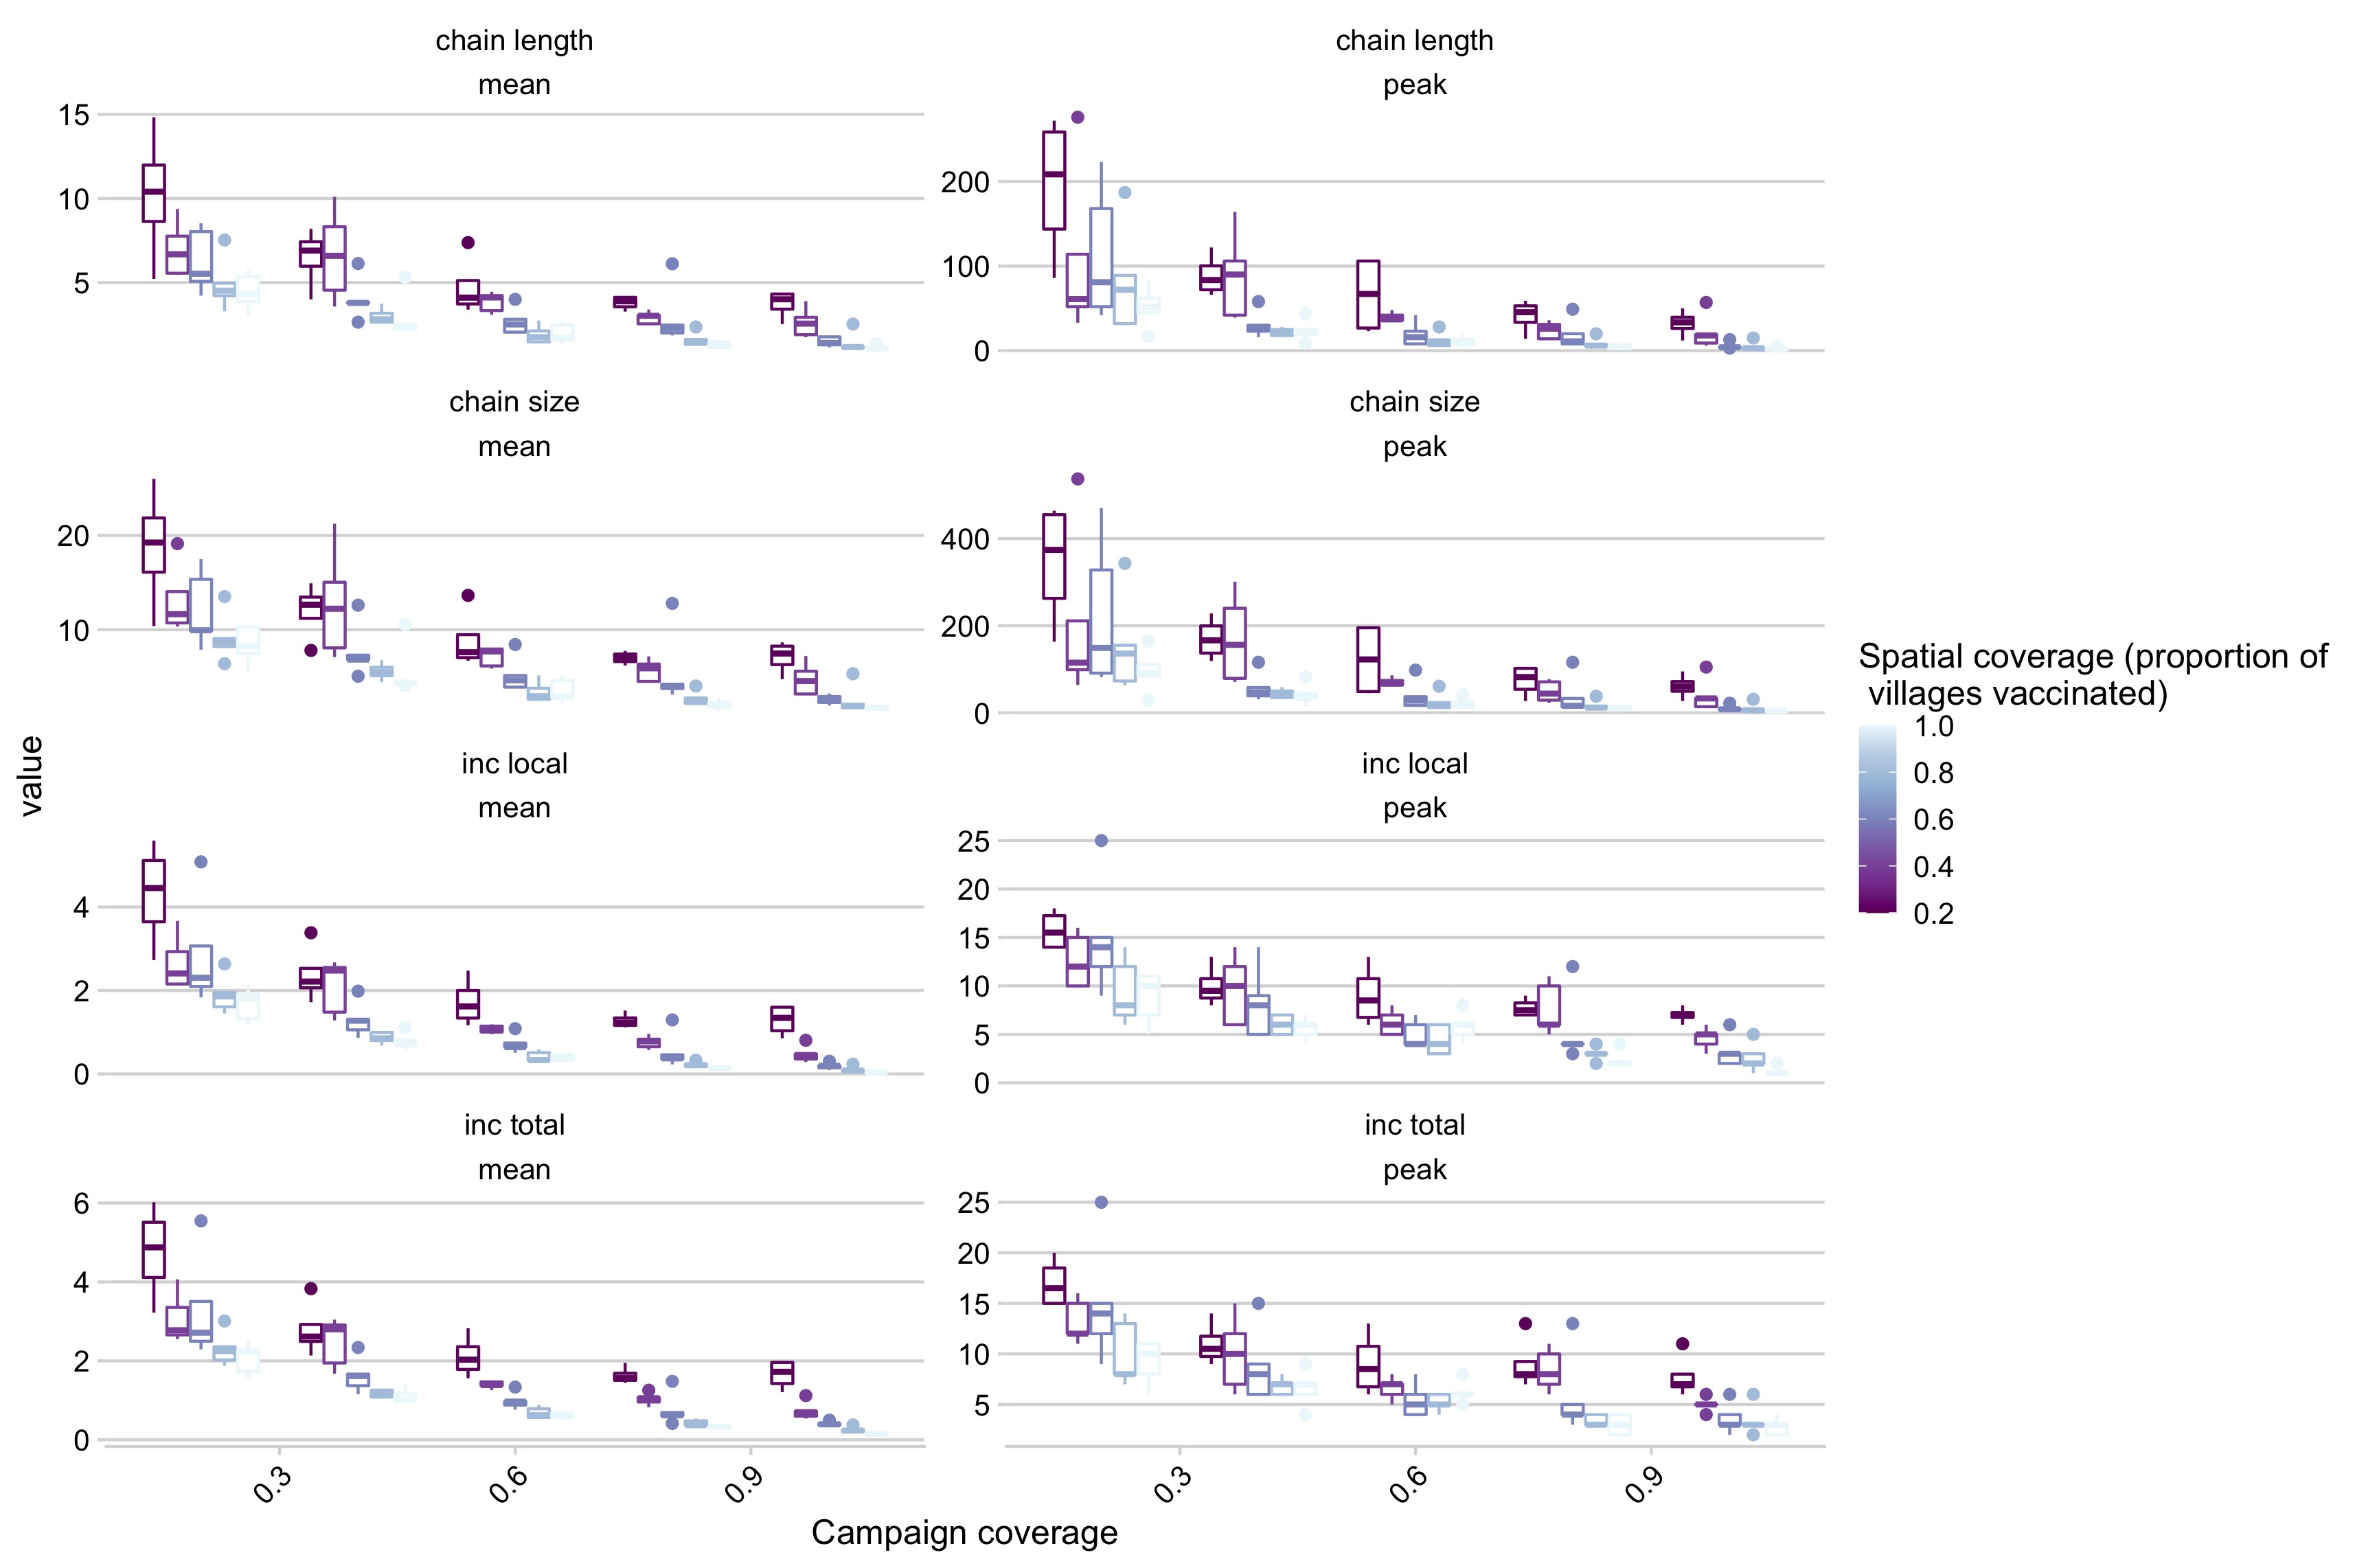 chain length
mean
15
10
5
chain length
peak
200
100
0
chain size
mean
20
10
chain size
peak
400
200
0
inc local
mean
4
2
0
inc local
peak
25
20
15
10
5
0
inc total
mean
6
4
2
0
0.3
0.6
0.9
inc total
peak
25
20
15
10
5
0.3
0.6
0.9
value
Campaign coverage
Spatial coverage (proportion of
villages vaccinated)
1.0
0.8
0.6
0.4
0.2